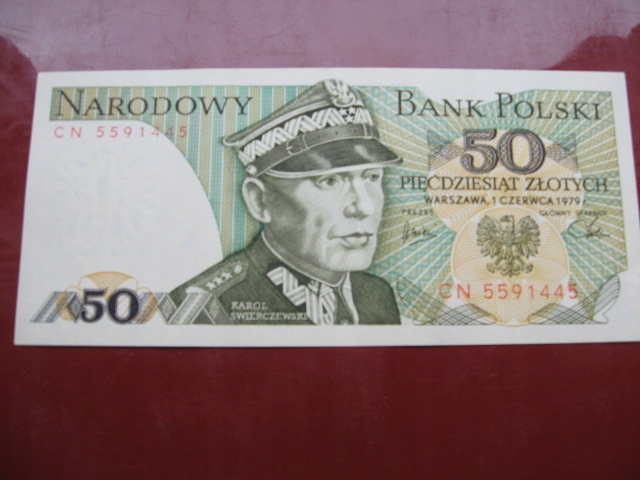 NARODOWY BANK POLSKI
CN 5591445
50
PIĘĆDZIESIĄT ZŁOTYCH
WARSZAWA, 1 CZERWCA 1979
PREZES GŁÓWNY SKARBNIK
CN 5591445
50
KAROL
ŚWIERCZEWSKI